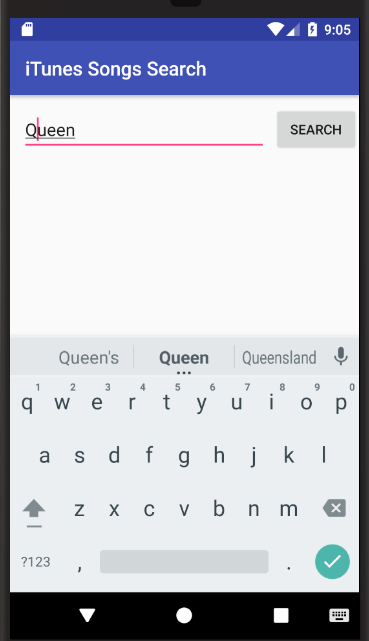 9:05
iTunes Songs Search
Queen SEARCH
Queen's Queen Queensland
1 2 3 4 5 6 7 8 9 0
q w e r t y u i o p
a s d f g h j k l
z x c v b n m
?123 , .